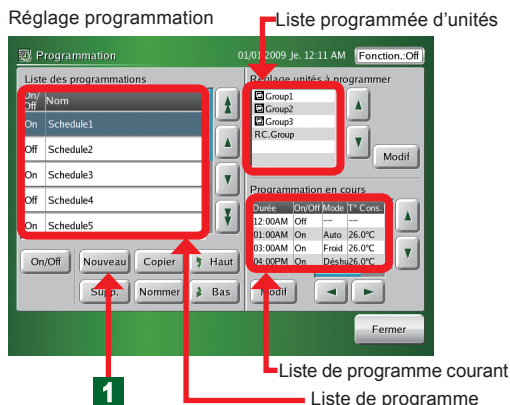 Réglage programmation
Liste programmée d'unités
Programmation
01/01/2009 Je. 12:11 AM
Fonction.:Off
Liste des programmations
On/Off Nom
On Schedule1
Off Schedule2
On Schedule3
Off Schedule4
On Schedule5
On/Off
Nouveau
Copier
Haut
Supp.
Nommer
Bas
Réglage unités à programmer
Group1
Group2
Group3
RC.Group
Modif
Programmation en cours
Durée On/Off Mode T° Cons.
12:00AM Off -- --
01:00AM On Auto 26.0°C
03:00AM On Froid 26.0°C
04:00PM On Déshu 26.0°C
Modif
Fermer
Liste de programme courant
1
Liste de programme